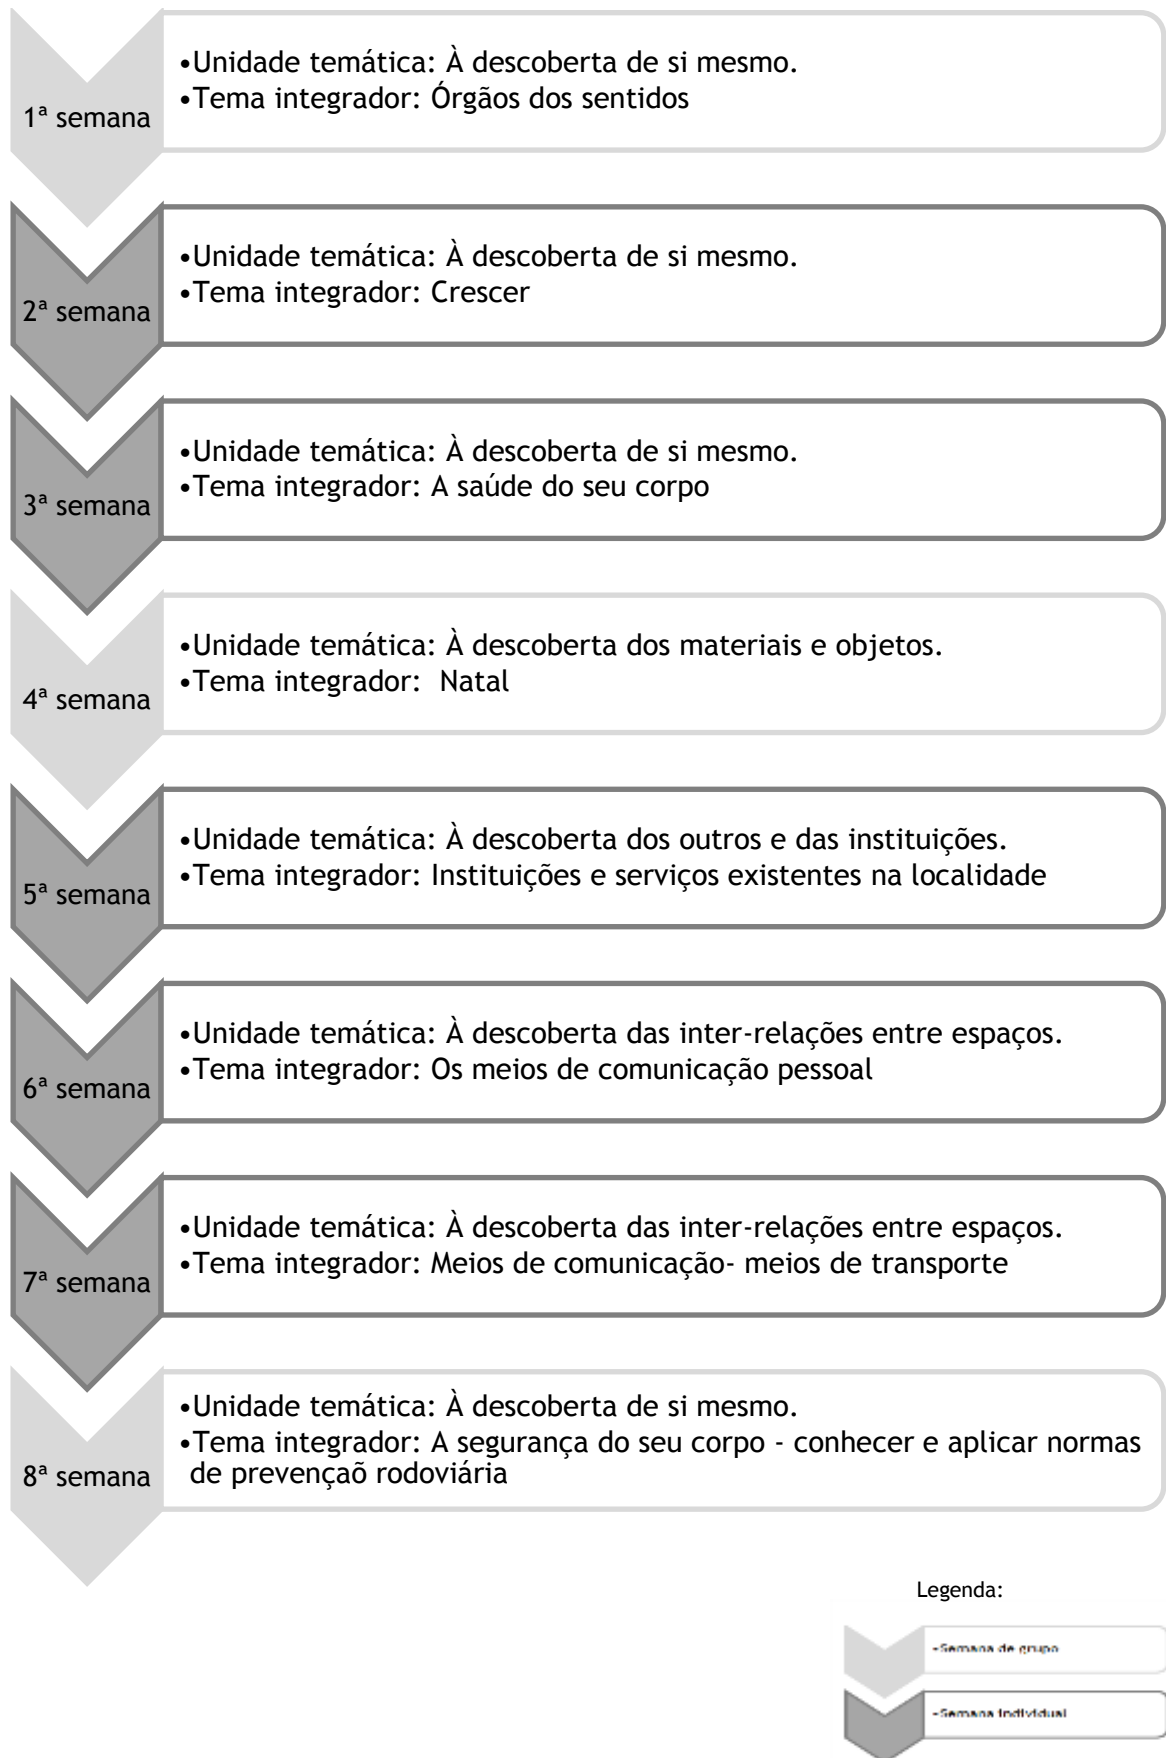 1ª semana
•Unidade temática: À descoberta de si mesmo.
•Tema integrador: Órgãos dos sentidos
2ª semana
•Unidade temática: À descoberta de si mesmo.
•Tema integrador: Crescer
3ª semana
•Unidade temática: À descoberta de si mesmo.
•Tema integrador: A saúde do seu corpo
4ª semana
•Unidade temática: À descoberta dos materiais e objetos.
•Tema integrador: Natal
5ª semana
•Unidade temática: À descoberta dos outros e das instituições.
•Tema integrador: Instituições e serviços existentes na localidade
6ª semana
•Unidade temática: À descoberta das inter-relações entre espaços.
•Tema integrador: Os meios de comunicação pessoal
7ª semana
•Unidade temática: À descoberta das inter-relações entre espaços.
•Tema integrador: Meios de comunicação- meios de transporte
8ª semana
•Unidade temática: À descoberta de si mesmo.
•Tema integrador: A segurança do seu corpo - conhecer e aplicar normas
de prevençaõ rodoviária
Legenda:
•Semana de grupo
•Semana individual